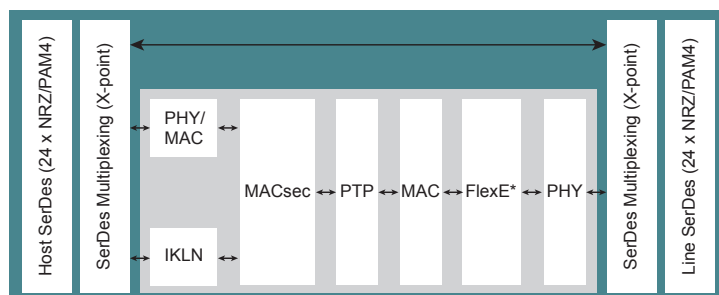 Host SerDes (24 x NRZ/PAM4)
SerDes Multiplexing (X-point)
PHY/
MAC
IKLN
MACsec
PTP
MAC
FlexE*
PHY
SerDes Multiplexing (X-point)
Line SerDes (24 x NRZ/PAM4)